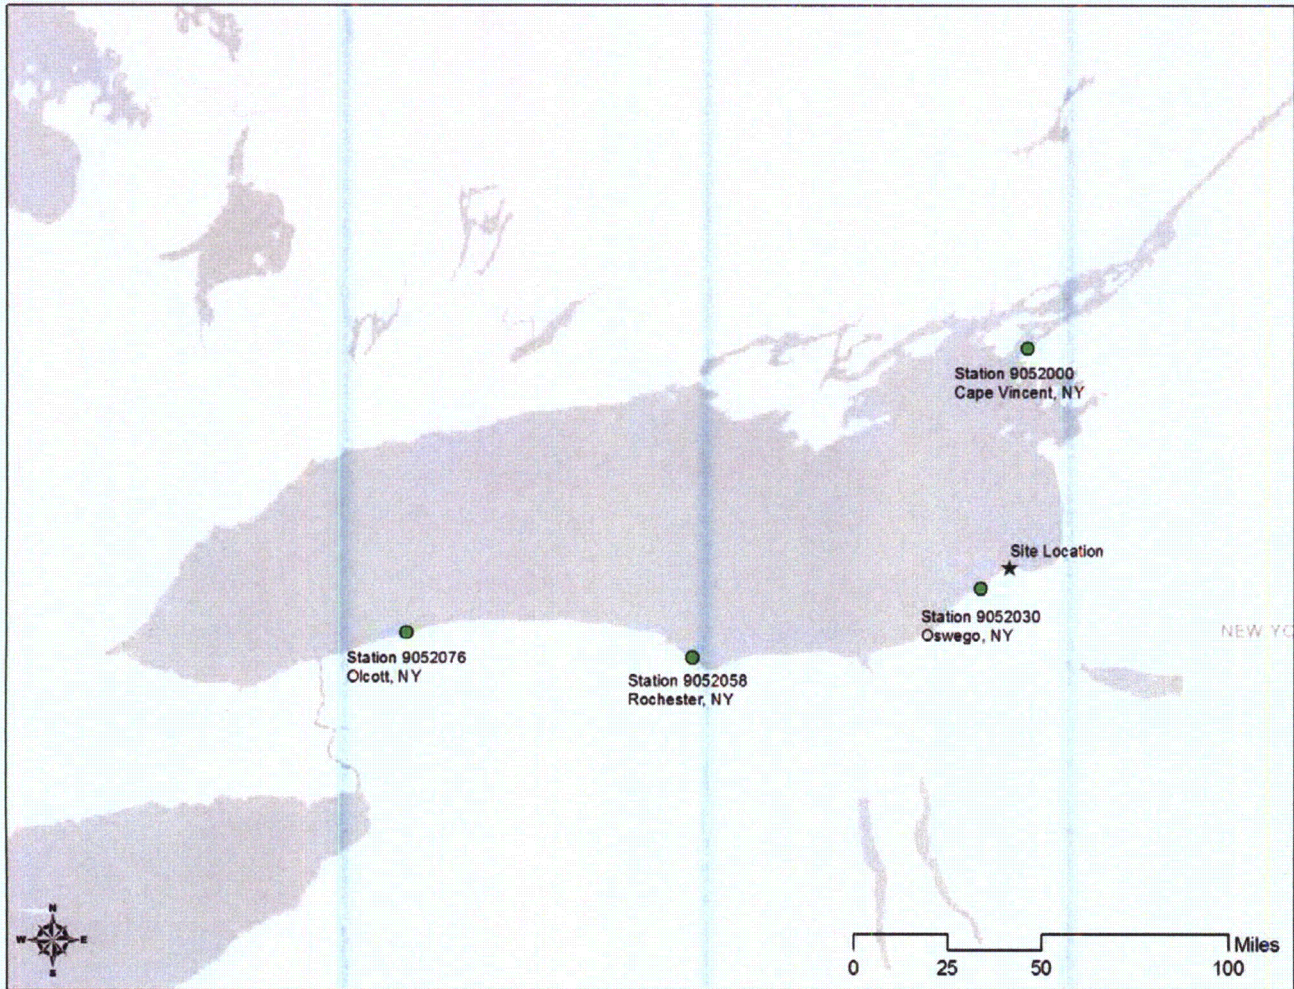 Station 9052000
Cape Vincent, NY
Site Location
Station 9052030
Oswego, NY
Station 9052076
Olcott, NY
Station 9052058
Rochester, NY
NEW YO
N
W E
S
Miles
0 25 50 100